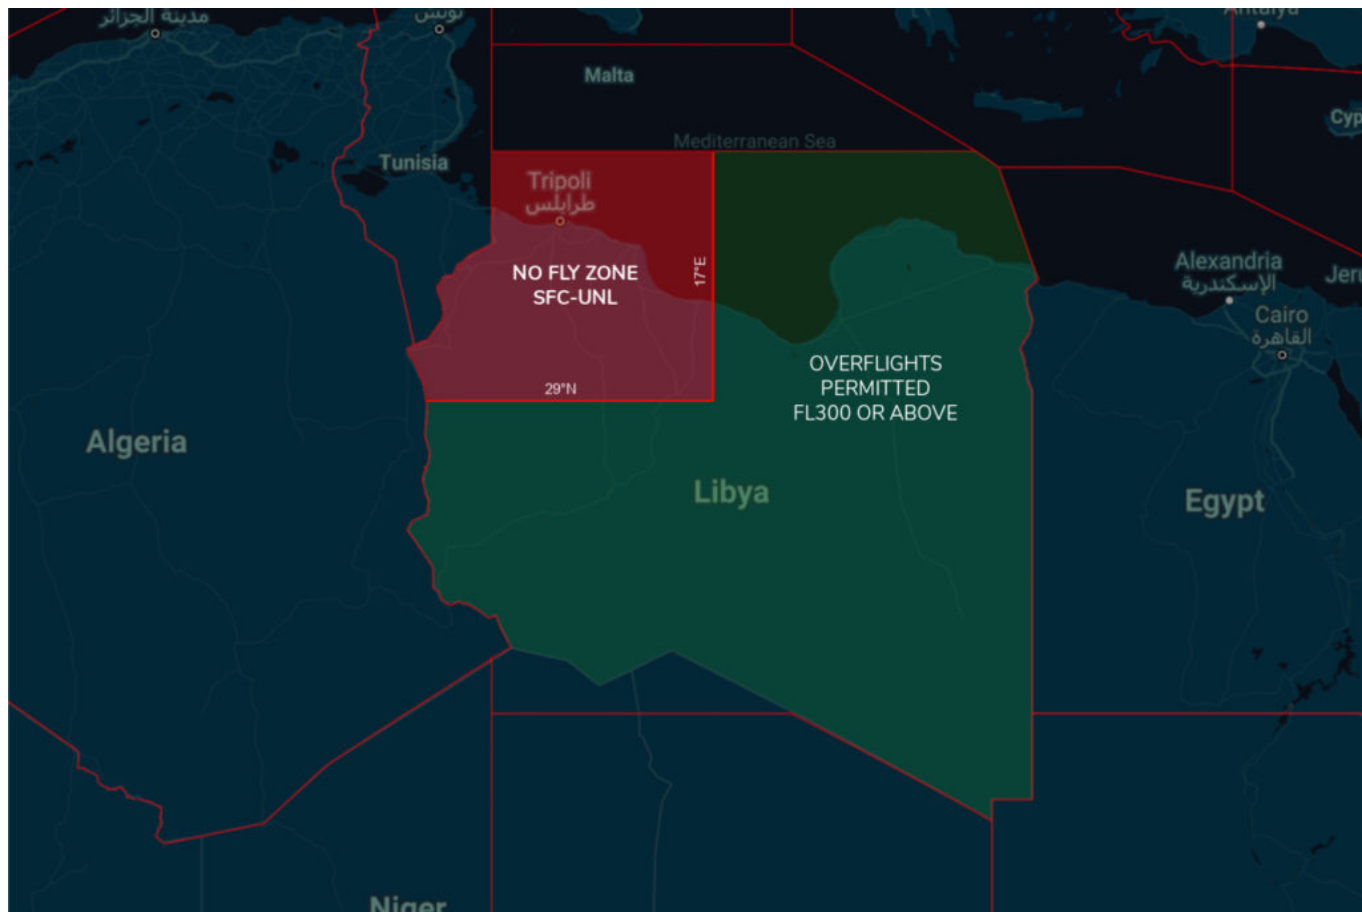 مدينة الجزائر
تونس
Antalya
Malta
Cyp
Mediterranean Sea
Tunisia
Tripoli
طرابلس
NO FLY ZONE
SFC-UNL
17°E
29°N
Alexandria
الإسكندرية
Jeru
Cairo
القاهرة
OVERFLIGHTS
PERMITTED
FL300 OR ABOVE
Algeria
Libya
Egypt
Niger